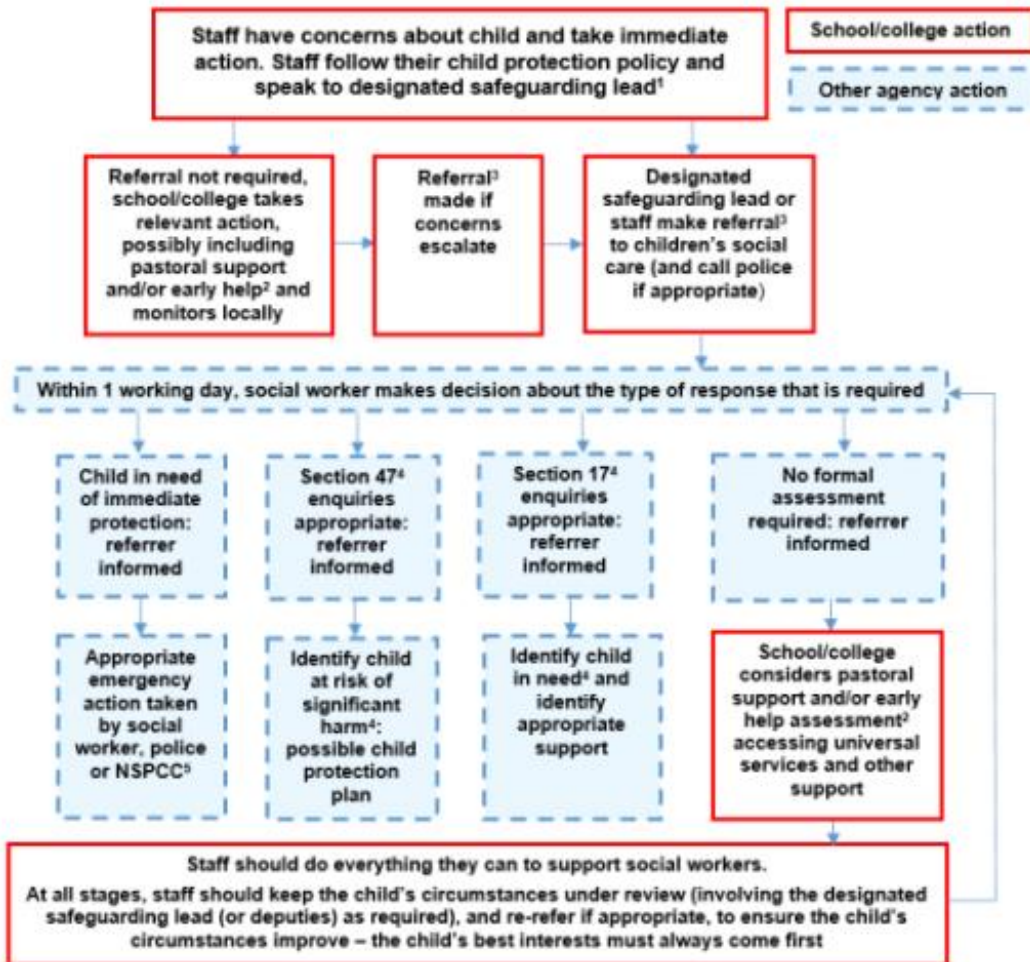 Staff have concerns about child and take immediate
action. Staff follow their child protection policy and
speak to designated safeguarding lead¹
School/college action
Other agency action
Referral not required,
school/college takes
relevant action,
possibly including
pastoral support
and/or early help² and
monitors locally
Referral³
made if
concerns
escalate
Designated
safeguarding lead or
staff make referral³
to children's social
care (and call police
if appropriate)
Within 1 working day, social worker makes decision about the type of response that is required
Child in need
of immediate
protection:
referrer
informed
Section 47⁴
enquiries
appropriate:
referrer
informed
Section 17⁴
enquiries
appropriate:
referrer
informed
No formal
assessment
required: referrer
informed
Appropriate
emergency
action taken
by social
worker, police
or NSPCC⁵
Identify child
at risk of
significant
harm⁴:
possible child
protection
plan
Identify child
in need⁴ and
identify
appropriate
support
School/college
considers pastoral
support and/or early
help assessment²
accessing universal
services and other
support
Staff should do everything they can to support social workers.
At all stages, staff should keep the child's circumstances under review (involving the designated
safeguarding lead (or deputies) as required), and re-refer if appropriate, to ensure the child's
circumstances improve – the child's best interests must always come first